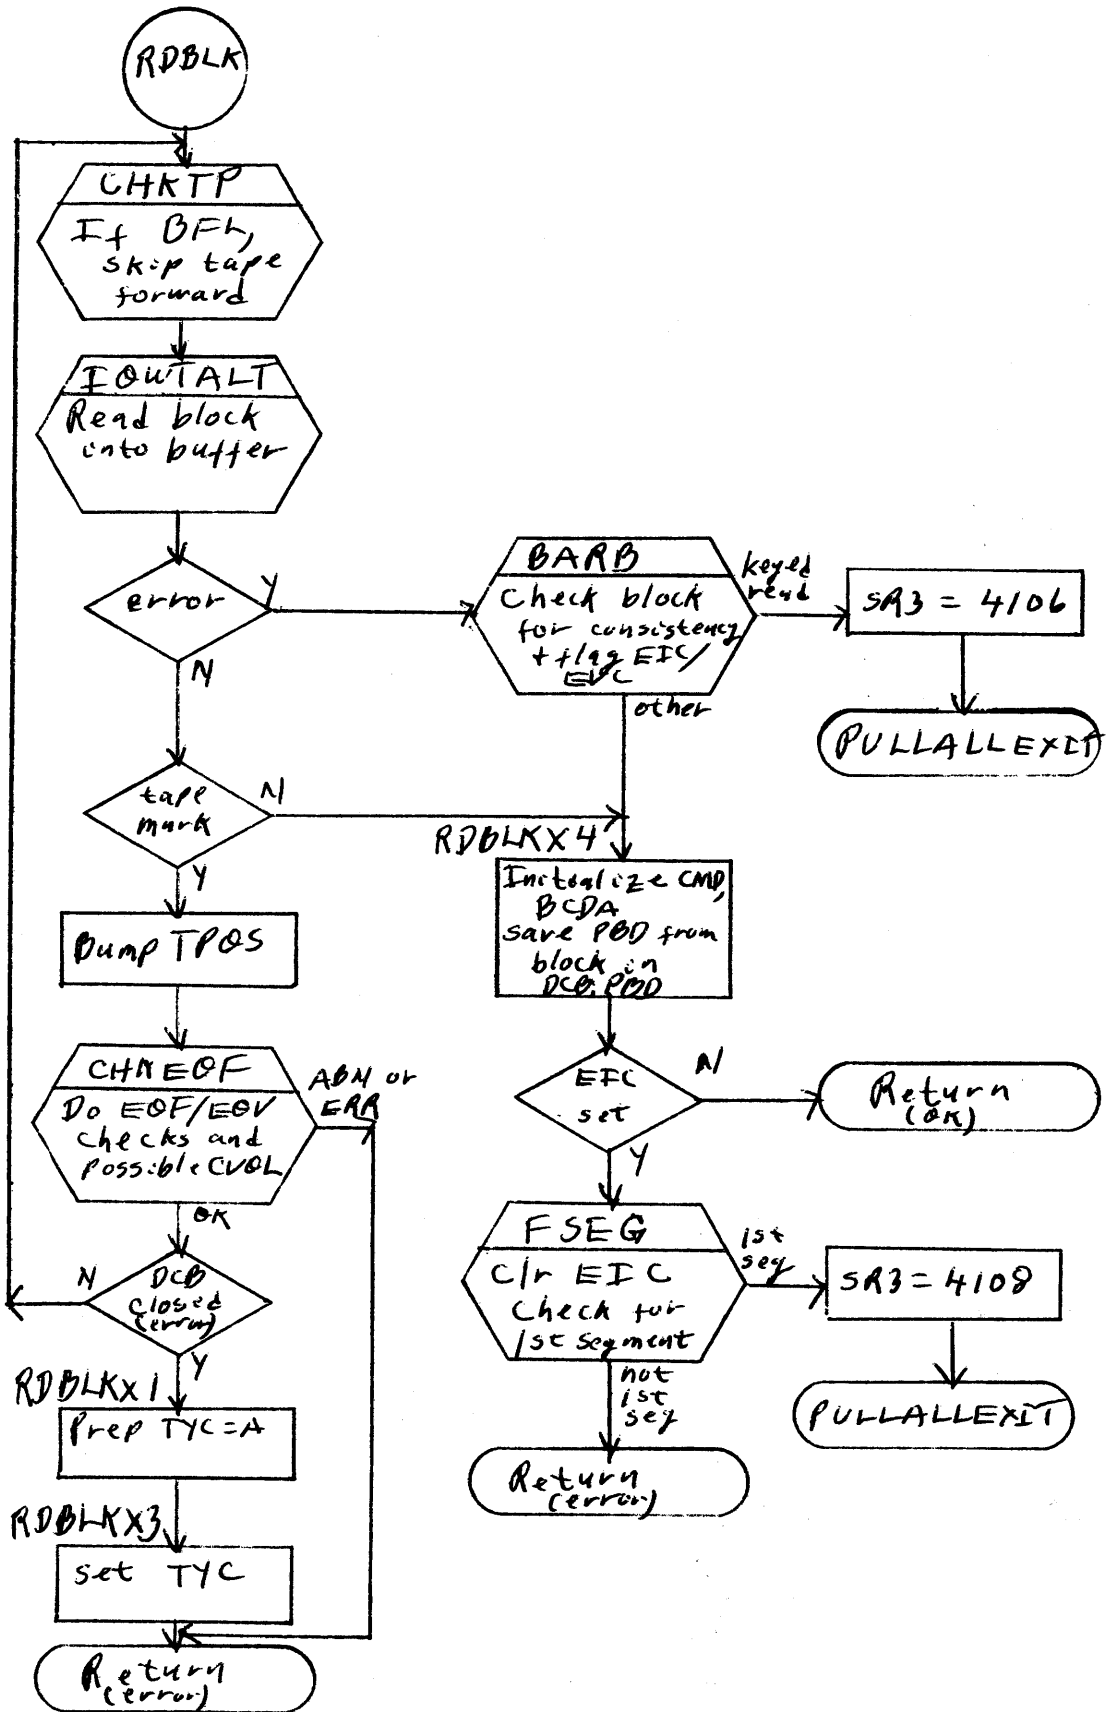 RDBLK
CHKTP
If BFL,
skip tape
forward
IOWTALT
Read block
into buffer
error
Y
N
BARB
Check block
for consistency
+ flag EIC/
EVC
keyed
read
SR3 = 4106
PULLALLEXIT
other
tape
mark
N
Y
RDBLKX4
Initialize CMD,
BCDA
save PBD from
block in
DCB.PBD
Bump TPOS
CHNEOF
Do EOF/EOV
checks and
possible CVOL
ABN or
ERR
OK
EIC
set
N
Return
(OK)
Y
FSEG
Clr EIC
Check for
1st segment
1st
seg
SR3 = 4108
PULLALLEXIT
not
1st
seg
Return
(error)
DCB
closed
(error)
N
Y
RDBLKX1
Prep TYC=A
RDBLKX3
set TYC
Return
(error)